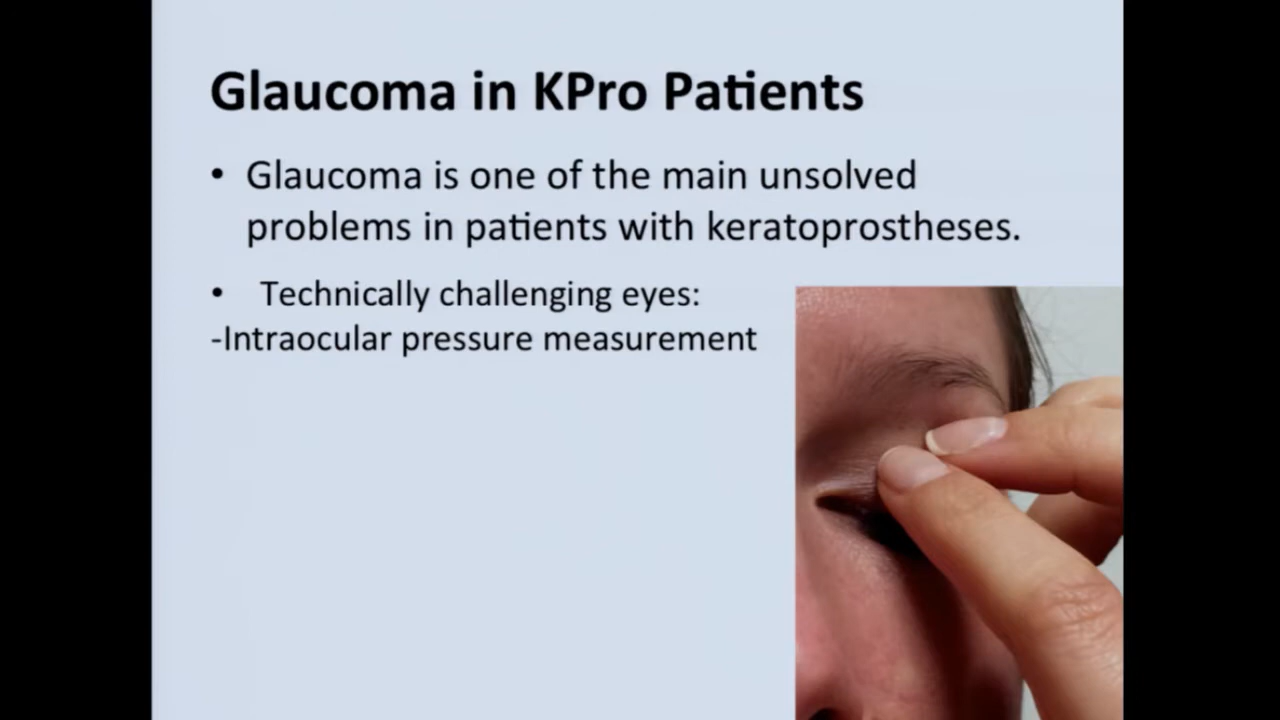 Glaucoma in KPro Patients
• Glaucoma is one of the main unsolved
problems in patients with keratoprostheses.
• Technically challenging eyes:
-Intraocular pressure measurement